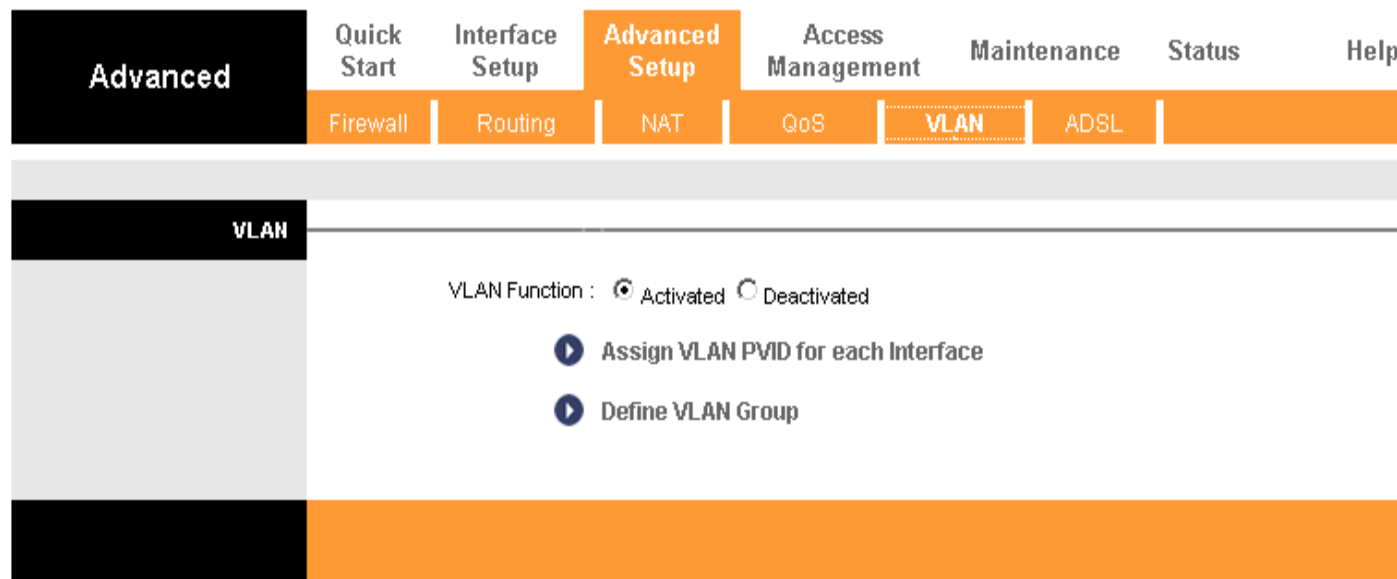 Advanced
Quick Start
Interface Setup
Advanced Setup
Access Management
Maintenance
Status
Help
Firewall
Routing
NAT
QoS
VLAN
ADSL
VLAN
VLAN Function : Activated Deactivated
Assign VLAN PVID for each Interface
Define VLAN Group